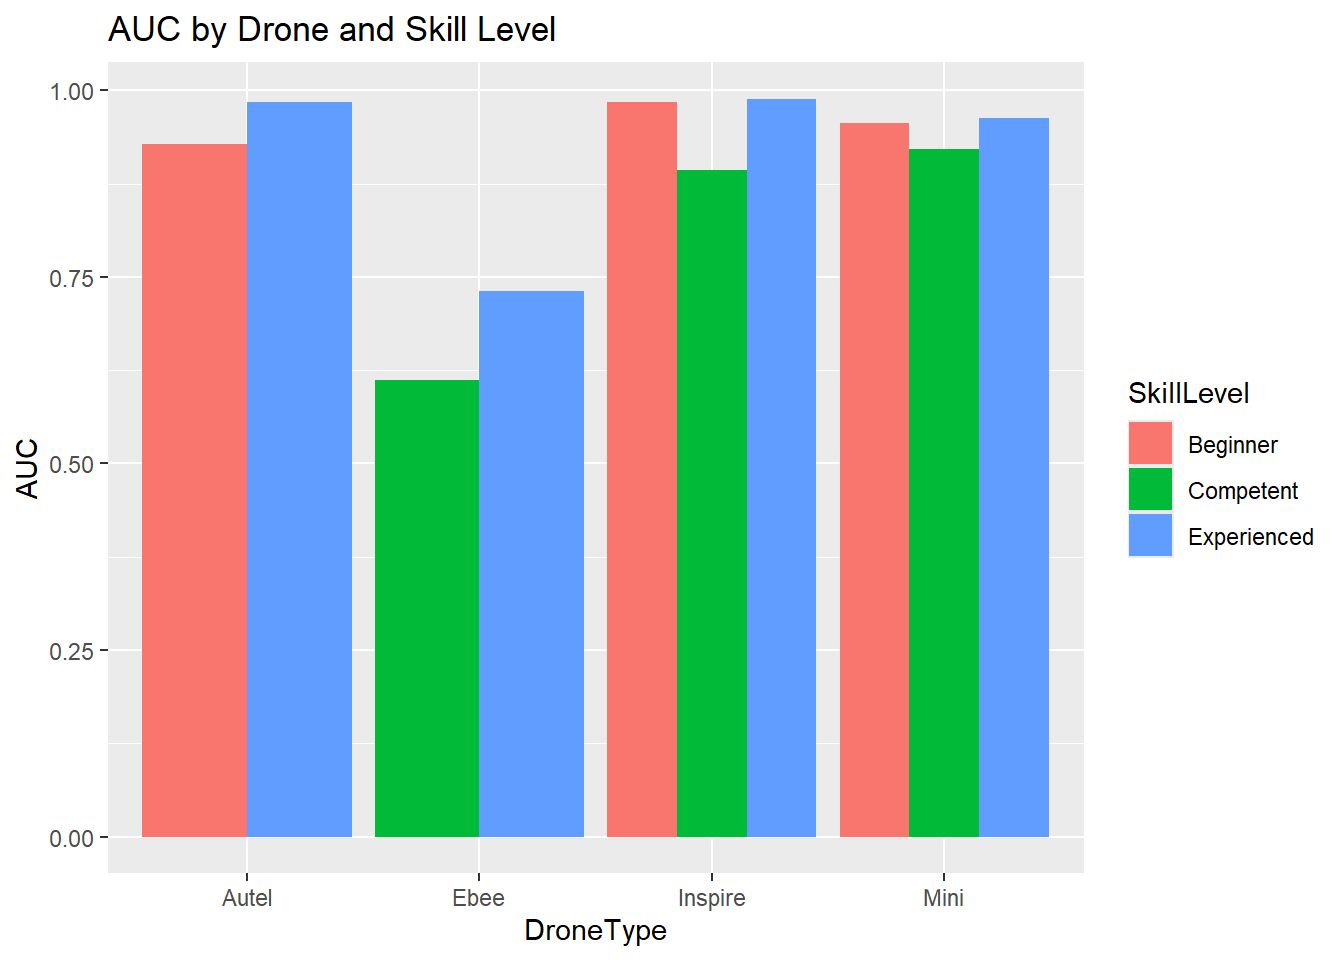 AUC by Drone and Skill Level
1.00
0.75
0.50
0.25
0.00
AUC
Autel
Ebee
Inspire
Mini
DroneType
SkillLevel
Beginner
Competent
Experienced